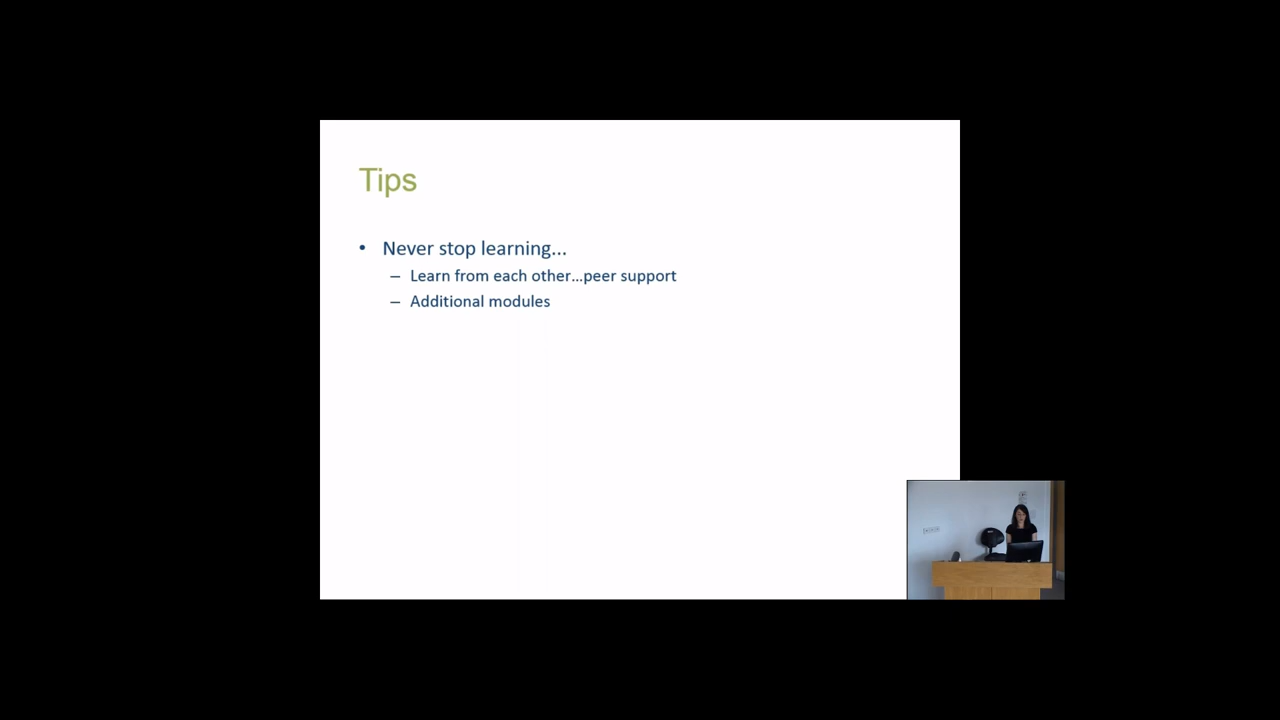 Tips
• Never stop learning...
– Learn from each other...peer support
– Additional modules